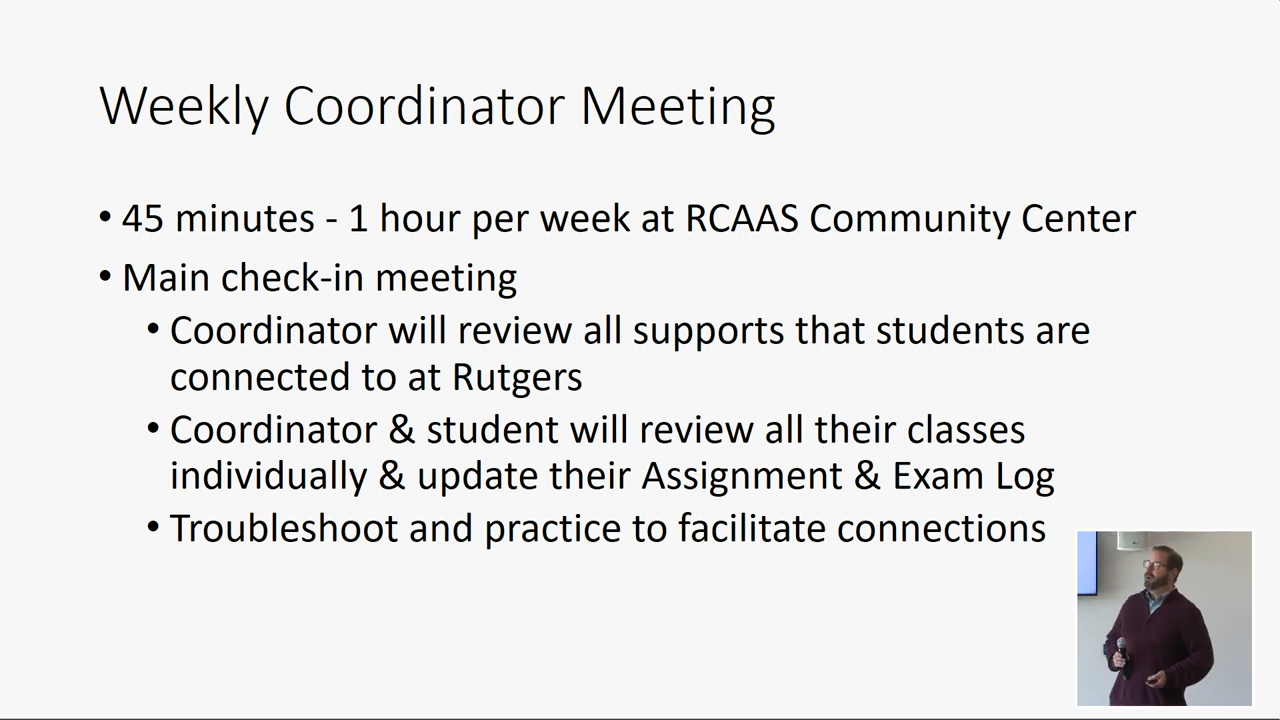 Weekly Coordinator Meeting
• 45 minutes - 1 hour per week at RCAAS Community Center
• Main check-in meeting
• Coordinator will review all supports that students are
connected to at Rutgers
• Coordinator & student will review all their classes
individually & update their Assignment & Exam Log
• Troubleshoot and practice to facilitate connections